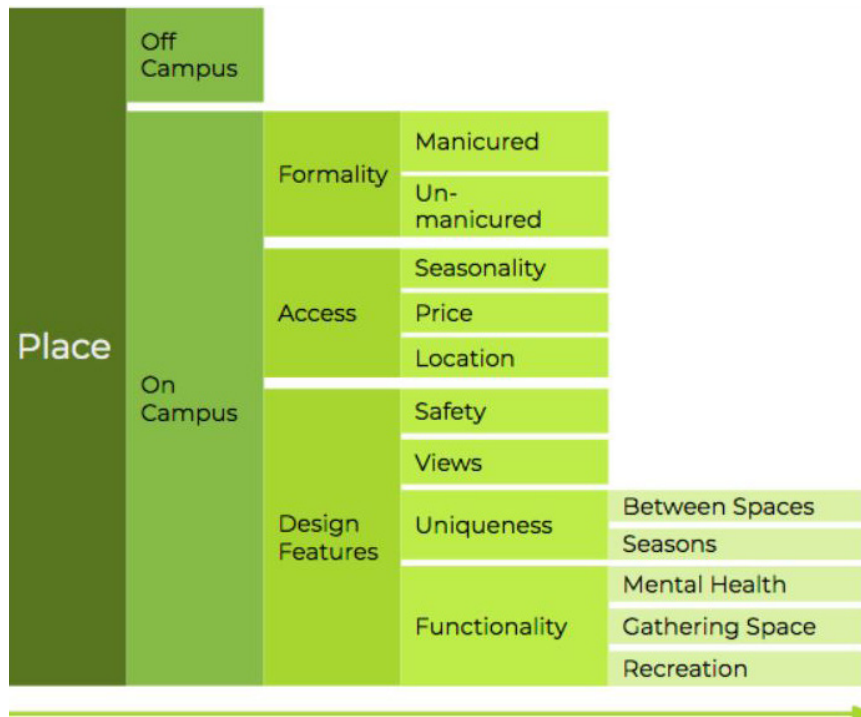 Place
Off
Campus
On
Campus
Formality
Manicured
Un-
manicured
Access
Seasonality
Price
Location
Design
Features
Safety
Views
Uniqueness
Between Spaces
Seasons
Functionality
Mental Health
Gathering Space
Recreation